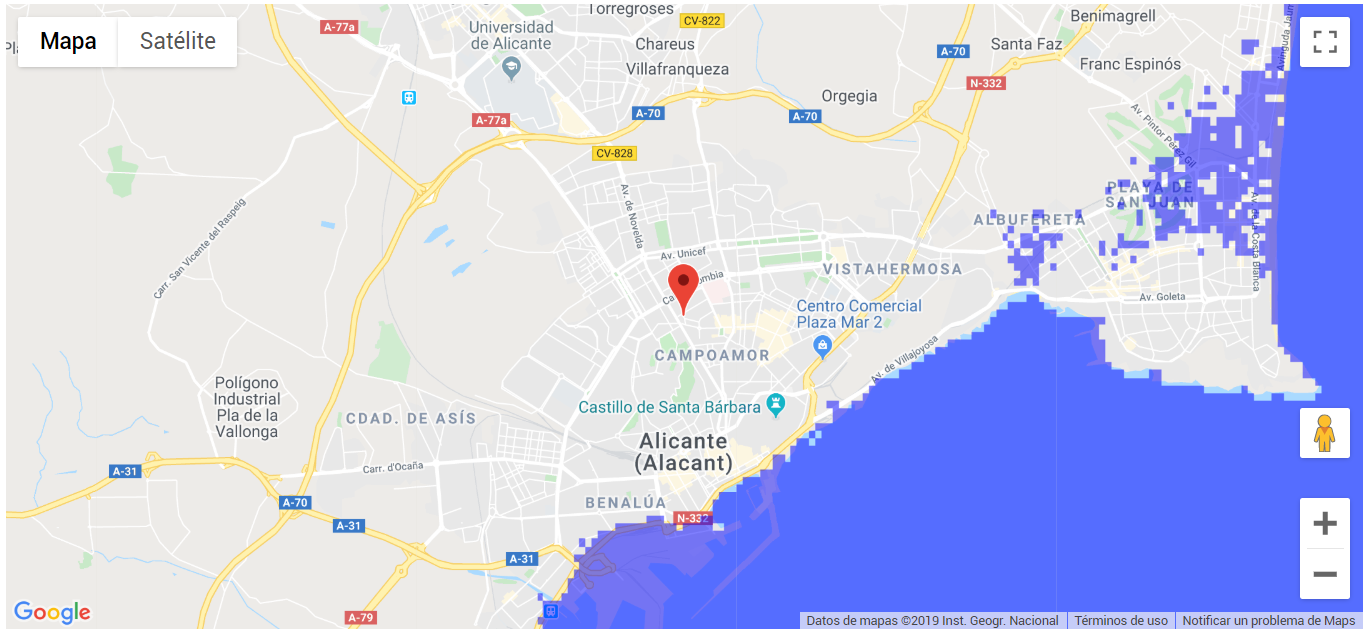 Mapa
Satélite
A-77a
Torregroses
CV-822
Benimagrell
Universidad
de Alicante
Chareus
Villafranqueza
A-70
Santa Faz
Franc Espinós
N-332
Orgegia
A-77a
A-70
A-70
CV-828
Av. Pintor Pérez Gil
Av. de Novelda
PLAYA DE
SAN JUAN
Carr. San Vicente del Raspeig
ALBUFERETA
Av. de la Costa Blanca
Av. Unicef
VISTAHERMOSA
Av. Goleta
Centro Comercial
Plaza Mar 2
CAMPOAMOR
Av. de Villajoyosa
Polígono
Industrial
Pla de la
Vallonga
CDAD. DE ASÍS
Castillo de Santa Bárbara
Alicante
(Alacant)
Carr. d'Ocaña
A-31
A-70
BENALÚA
N-332
A-31
A-31
A-79
Google
Datos de mapas ©2019 Inst. Geogr. Nacional
Términos de uso
Notificar un problema de Maps